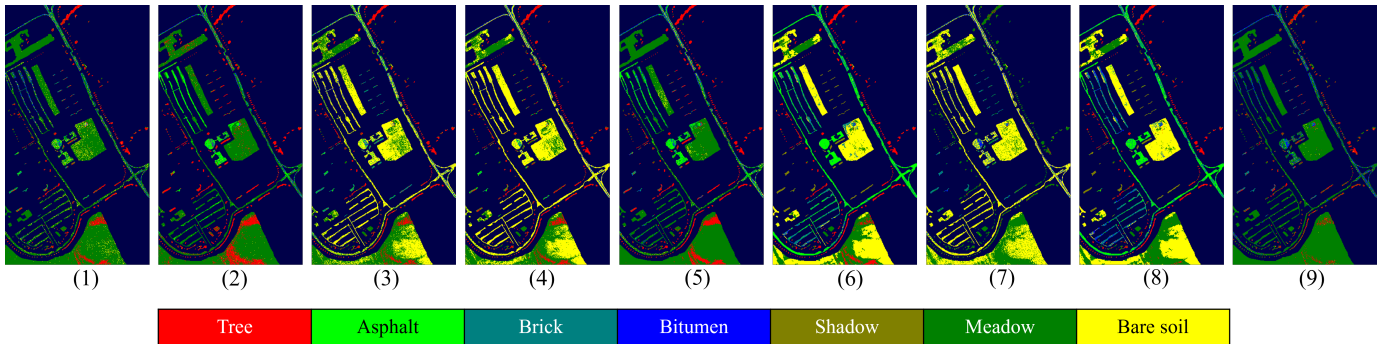 (1) (2) (3) (4) (5) (6) (7) (8) (9)
Tree Asphalt Brick Bitumen Shadow Meadow Bare soil